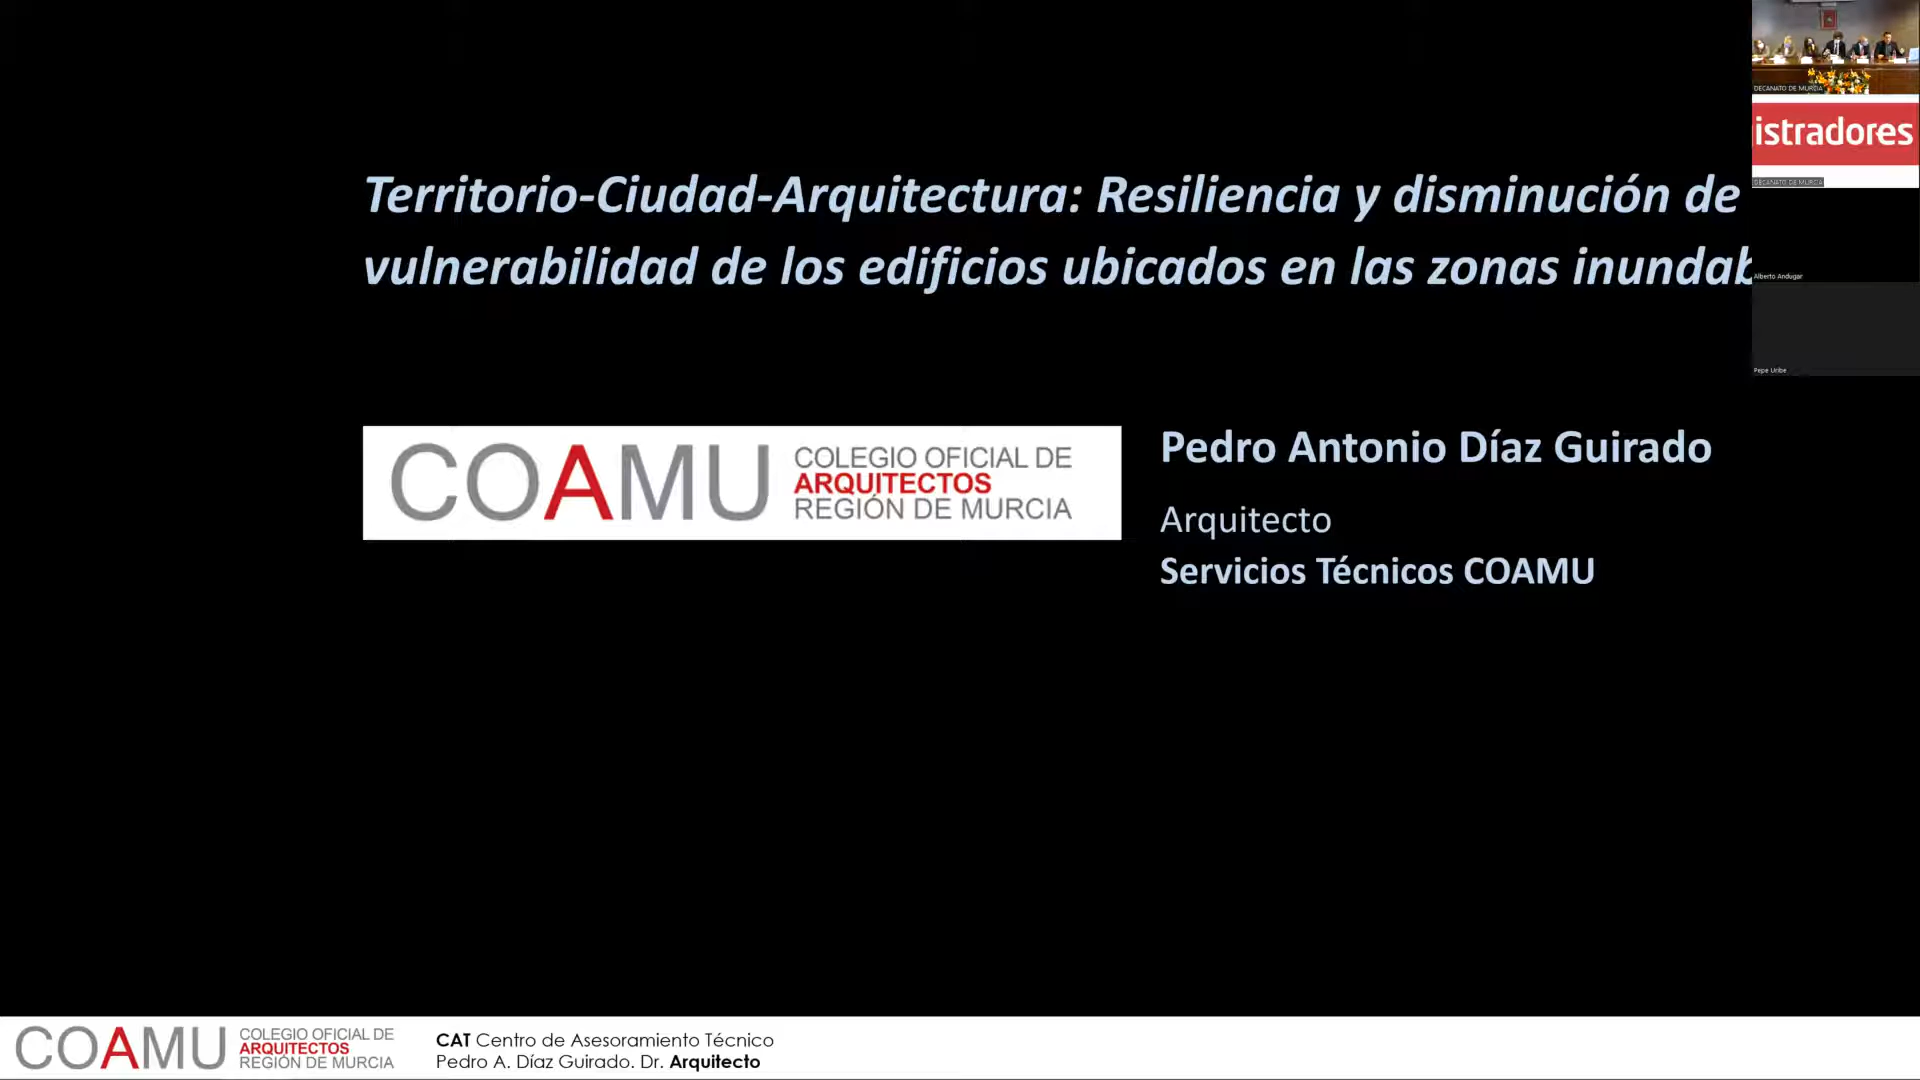 Territorio-Ciudad-Arquitectura: Resiliencia y disminución de
vulnerabilidad de los edificios ubicados en las zonas inundab
COAMU
COLEGIO OFICIAL DE
ARQUITECTOS
REGIÓN DE MURCIA
Pedro Antonio Díaz Guirado
Arquitecto
Servicios Técnicos COAMU
DECANATO DE MURCIA
istradores
DECANATO DE MURCIA
Alberto Andugar
Pepe Uribe
COAMU
COLEGIO OFICIAL DE
ARQUITECTOS
REGIÓN DE MURCIA
CAT Centro de Asesoramiento Técnico
Pedro A. Díaz Guirado. Dr. Arquitecto